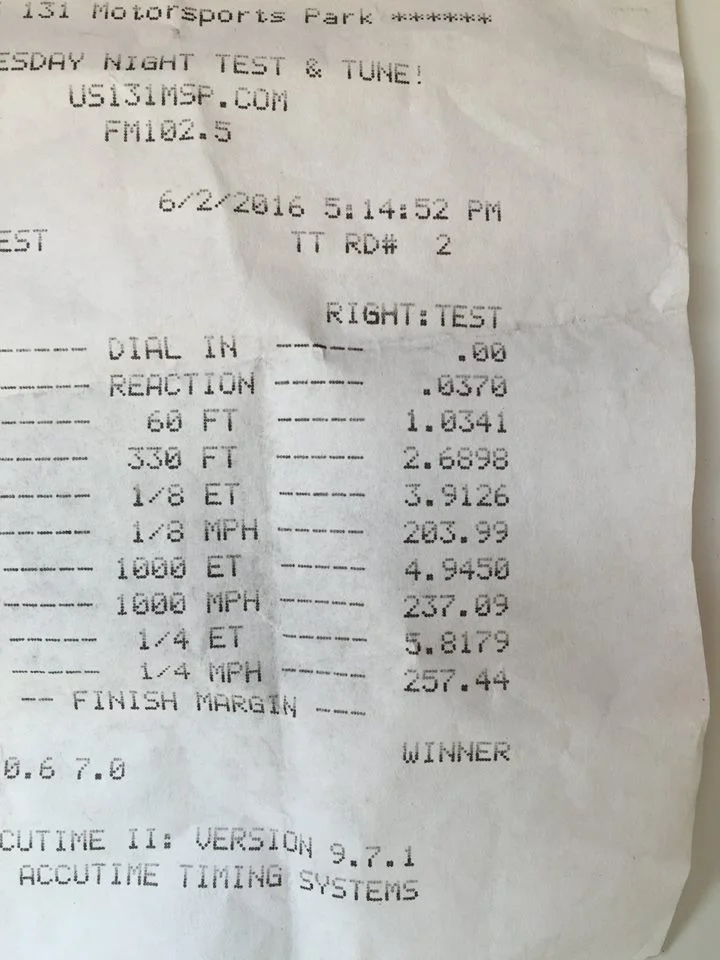 131 Motorsports Park ******
ESDAY NIGHT TEST & TUNE!
US131MSP.COM
FM102.5
6/2/2016 5:14:52 PM
EST TT RD# 2
RIGHT:TEST
------ DIAL IN ------ .00
------ REACTION ------ .0370
------ 60 FT ------ 1.0341
------ 330 FT ------ 2.6898
------ 1/8 ET ------ 3.9126
------ 1/8 MPH ------ 203.99
------ 1000 ET ------ 4.9450
------ 1000 MPH ------ 237.09
------ 1/4 ET ------ 5.8179
------ 1/4 MPH ------ 257.44
-- FINISH MARGIN ---
WINNER
0.6 7.0
CUTIME II: VERSION 9.7.1
ACCUTIME TIMING SYSTEMS